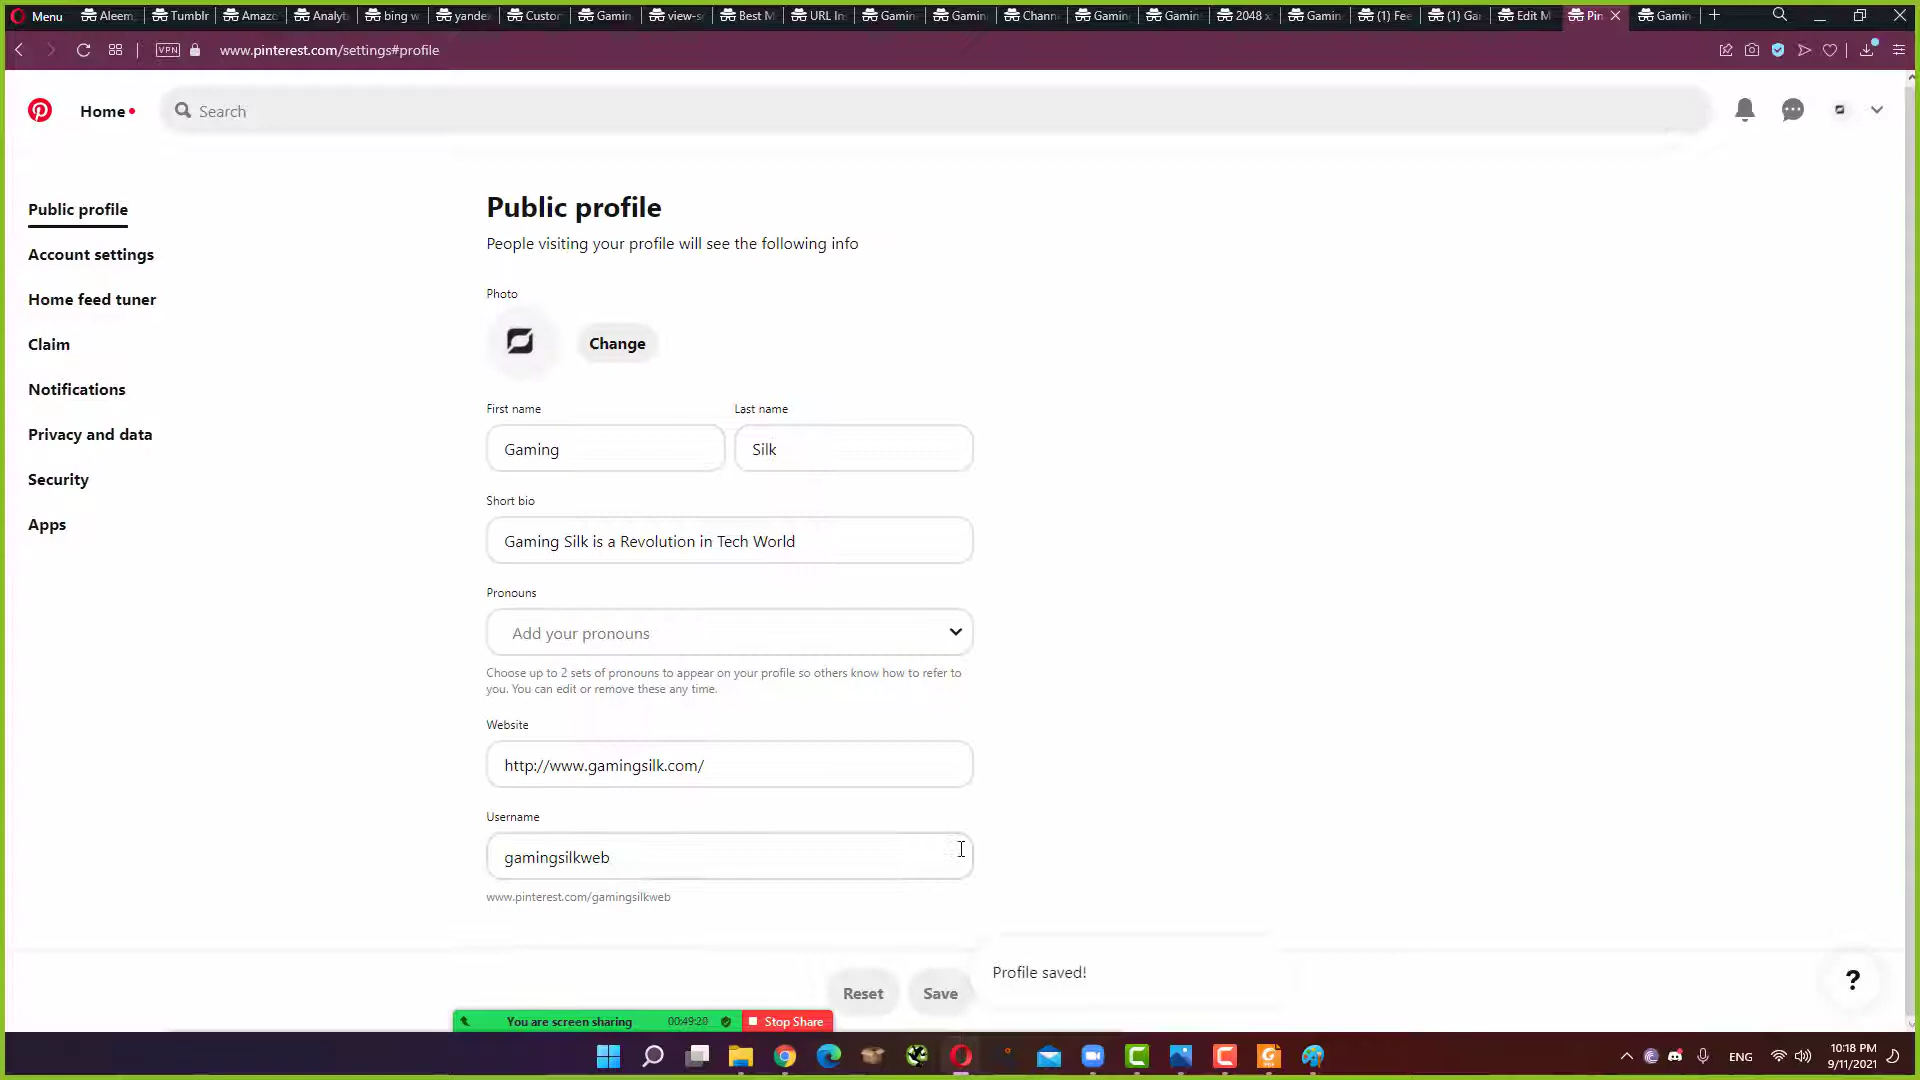 Menu Aleem Tumblr Amazo Analyt bing w yande Custo Gamin view-s Best M URL In Gamin Gamin Chann Gamin Gamin 2048 x Gamin (1) Fee (1) Ga Edit M Pin Gamin
VPN www.pinterest.com/settings#profile
Home Search
Public profile
Account settings
Home feed tuner
Claim
Notifications
Privacy and data
Security
Apps
Public profile
People visiting your profile will see the following info
Photo
Change
First name Last name
Gaming Silk
Short bio
Gaming Silk is a Revolution in Tech World
Pronouns
Add your pronouns
Choose up to 2 sets of pronouns to appear on your profile so others know how to refer to
you. You can edit or remove these any time.
Website
http://www.gamingsilk.com/
Username
gamingsilkweb
www.pinterest.com/gamingsilkweb
Reset Save Profile saved!
?
You are screen sharing 00:49:20 Stop Share
ENG 10:18 PM
9/11/2021